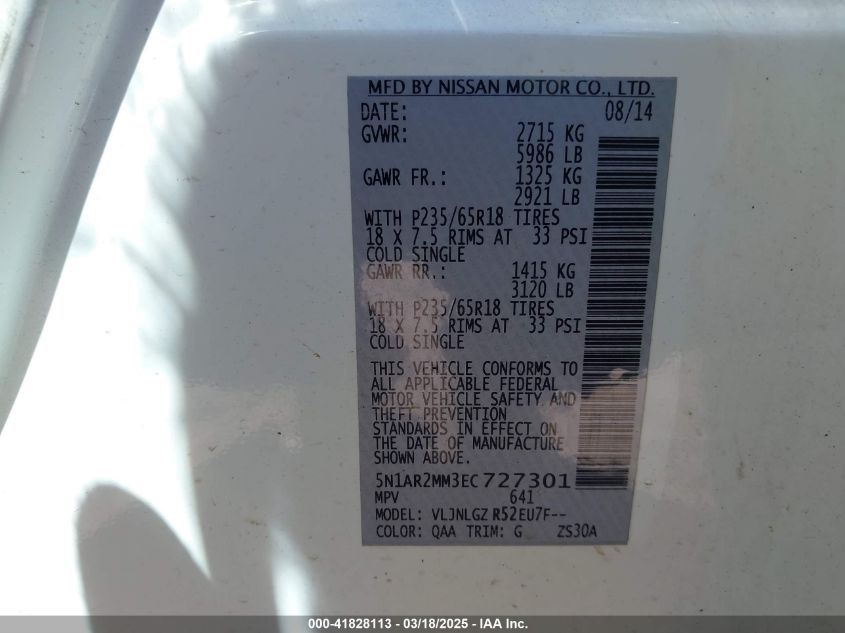 MFD BY NISSAN MOTOR CO., LTD.
DATE: 08/14
GVWR: 2715 KG
5986 LB
GAWR FR.: 1325 KG
2921 LB
WITH P235/65R18 TIRES
18 X 7.5 RIMS AT 33 PSI
COLD SINGLE
GAWR RR.: 1415 KG
3120 LB
WITH P235/65R18 TIRES
18 X 7.5 RIMS AT 33 PSI
COLD SINGLE
THIS VEHICLE CONFORMS TO
ALL APPLICABLE FEDERAL
MOTOR VEHICLE SAFETY AND
THEFT PREVENTION
STANDARDS IN EFFECT ON
THE DATE OF MANUFACTURE
SHOWN ABOVE.
5N1AR2MM3EC727301
MPV 641
MODEL: VLJNLGZ R52EU7F--
COLOR: QAA TRIM: G ZS30A
000-41828113 — 03/18/2025 — IAA Inc.